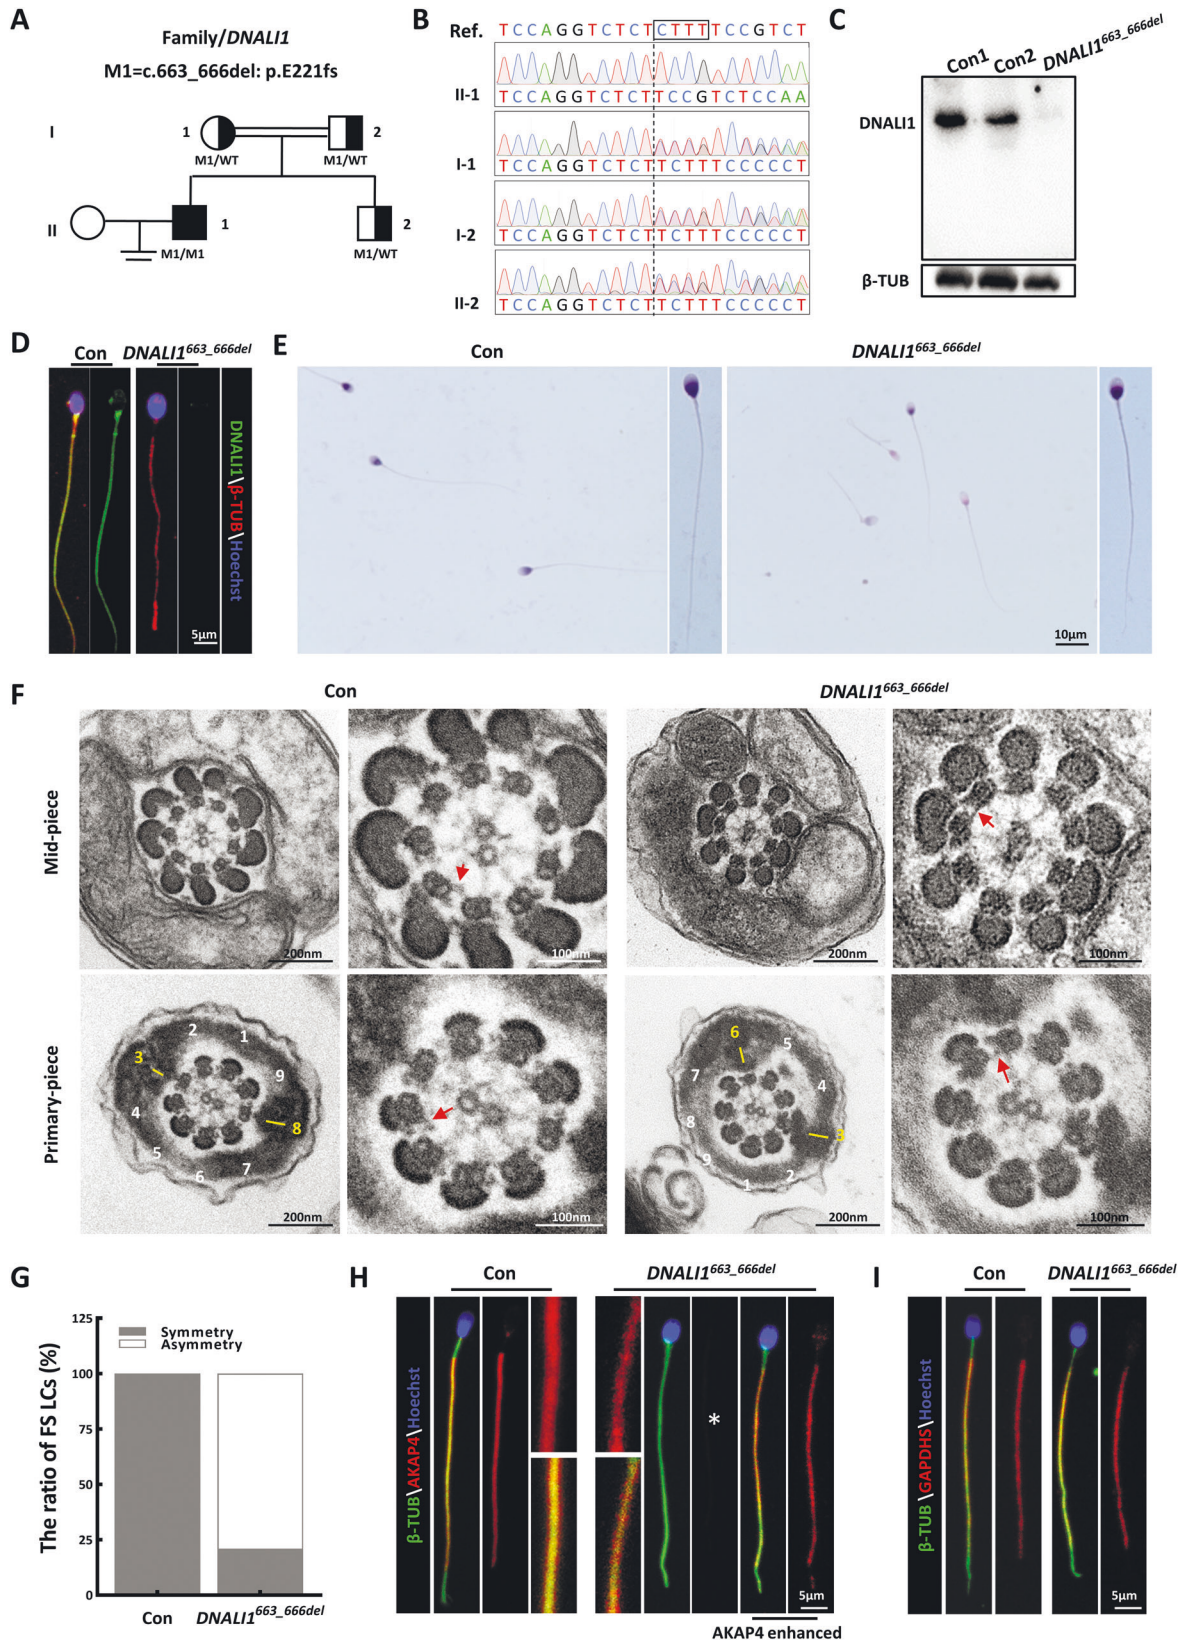 A
Family/DNALI1
M1=c.663_666del: p.E221fs
I
1
2
M1/WT
M1/WT
II
1
2
M1/M1
M1/WT
B
Ref.
TCCAGGTCTCTCTTTTCCGTCT
II-1
TCCAGGTCTCTTCCGTCTCCAA
I-1
TCCAGGTCTCTTCTTTCCCCCT
I-2
TCCAGGTCTCTTCTTTCCCCCT
II-2
TCCAGGTCTCTTCTTTCCCCCT
C
Con1 Con2 DNALI1663_666del
DNALI1
β-TUB
D
Con DNALI1663_666del
DNALI1\β-TUB\Hoechst
5μm
E
Con
DNALI1663_666del
10μm
F
Con
DNALI1663_666del
Mid-piece
200nm
100nm
200nm
100nm
Primary-piece
1
2
3
4
5
6
7
8
9
200nm
100nm
6
5
4
3
2
1
9
8
7
200nm
100nm
G
The ratio of FS LCs (%)
125
100
75
50
25
0
Symmetry
Asymmetry
Con
DNALI1663_666del
H
Con
DNALI1663_666del
β-TUB\AKAP4\Hoechst
*
5μm
AKAP4 enhanced
I
Con
DNALI1663_666del
β-TUB\GAPDHS\Hoechst
5μm